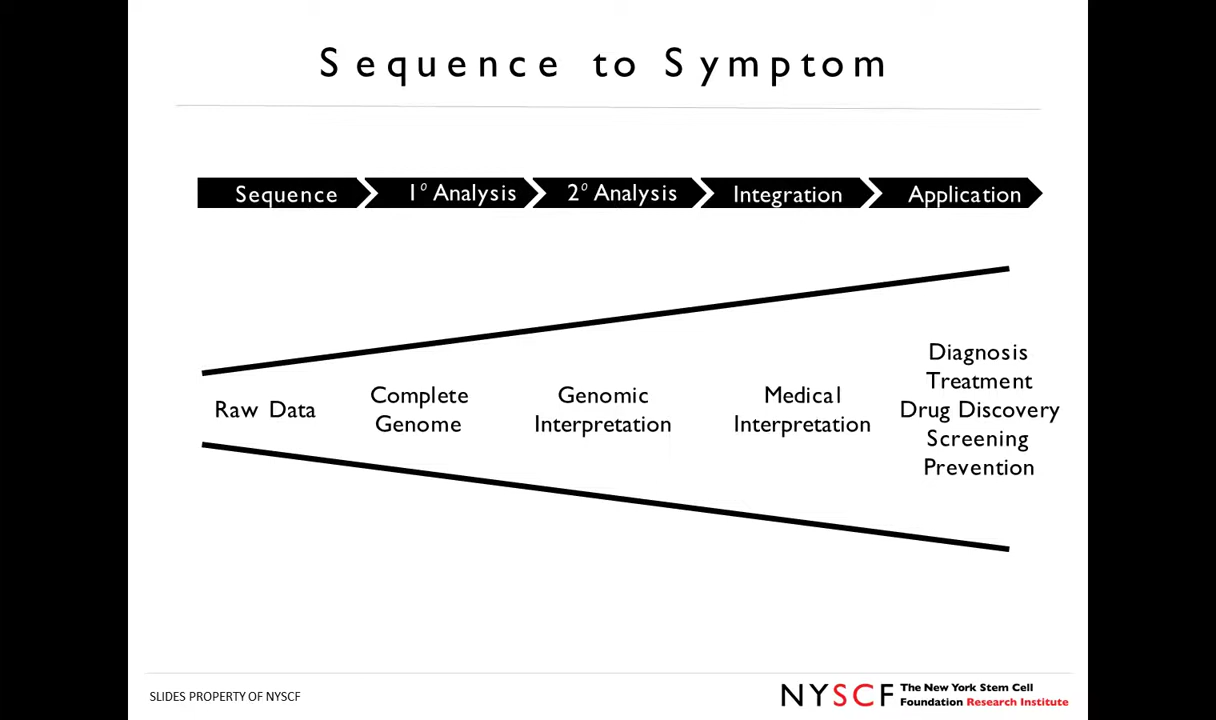 Sequence to Symptom
Sequence
1º Analysis
2º Analysis
Integration
Application
Raw Data
Complete
Genome
Genomic
Interpretation
Medical
Interpretation
Diagnosis
Treatment
Drug Discovery
Screening
Prevention
SLIDES PROPERTY OF NYSCF
NYSCF
The New York Stem Cell
Foundation Research Institute